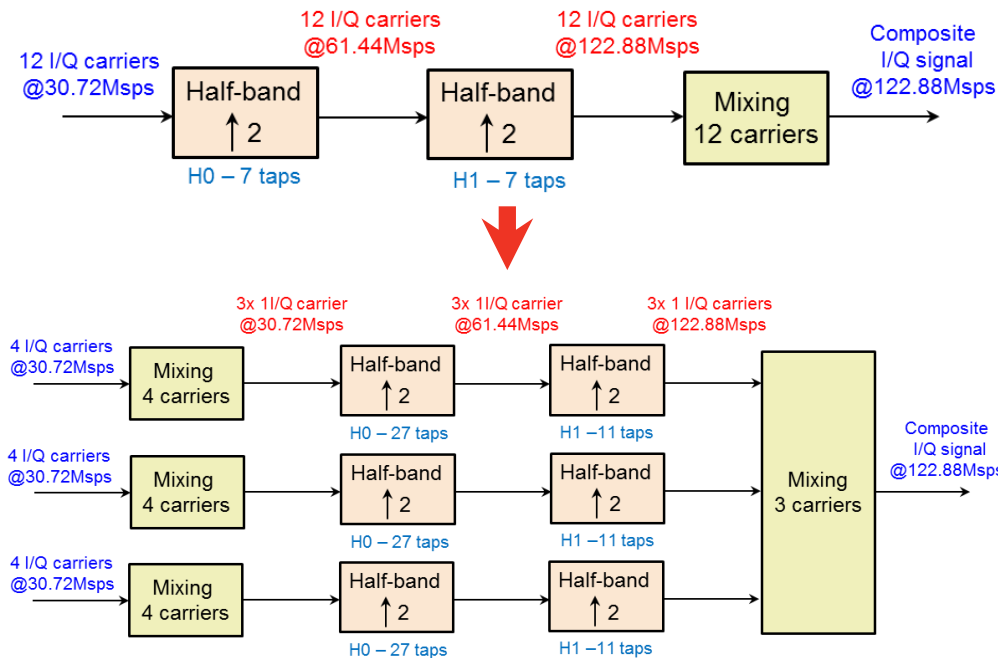 12 I/Q carriers
@30.72Msps
Half-band
↑ 2
H0 – 7 taps
12 I/Q carriers
@61.44Msps
Half-band
↑ 2
H1 – 7 taps
12 I/Q carriers
@122.88Msps
Mixing
12 carriers
Composite
I/Q signal
@122.88Msps
3x 1I/Q carrier
@30.72Msps
3x 1I/Q carrier
@61.44Msps
3x 1 I/Q carriers
@122.88Msps
4 I/Q carriers
@30.72Msps
Mixing
4 carriers
Half-band
↑ 2
H0 – 27 taps
Half-band
↑ 2
H1 –11 taps
4 I/Q carriers
@30.72Msps
Mixing
4 carriers
Half-band
↑ 2
H0 – 27 taps
Half-band
↑ 2
H1 –11 taps
4 I/Q carriers
@30.72Msps
Mixing
4 carriers
Half-band
↑ 2
H0 – 27 taps
Half-band
↑ 2
H1 –11 taps
Mixing
3 carriers
Composite
I/Q signal
@122.88Msps